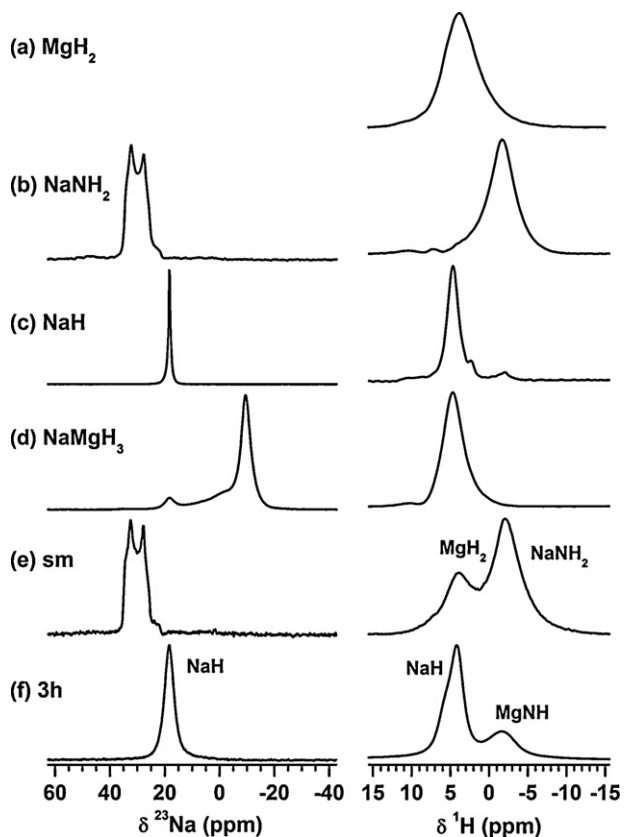 (a) MgH₂
(b) NaNH₂
(c) NaH
(d) NaMgH₃
(e) sm
MgH₂
NaNH₂
(f) 3h
NaH
NaH
MgNH
60 40 20 0 -20 -40
15 10 5 0 -5 -10 -15
δ ²³Na (ppm)
δ ¹H (ppm)